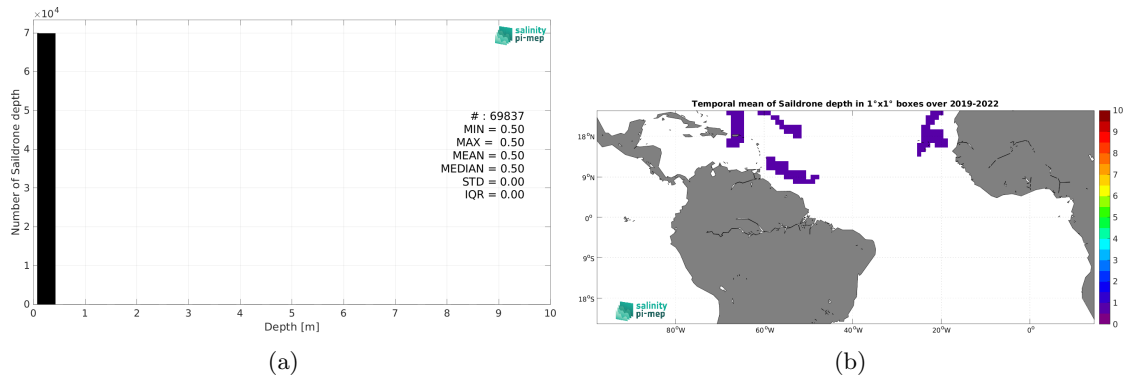 ×10⁴
7
6
5
4
3
2
1
0
Number of Saildrone depth
salinity
pi-mep
# : 69837
MIN = 0.50
MAX = 0.50
MEAN = 0.50
MEDIAN = 0.50
STD = 0.00
IQR = 0.00
0 1 2 3 4 5 6 7 8 9 10
Depth [m]
(a)
Temporal mean of Saildrone depth in 1°x1° boxes over 2019-2022
18°N
9°N
0°
9°S
18°S
salinity
pi-mep
80°W 60°W 40°W 20°W 0°
10
9
8
7
6
5
4
3
2
1
0
(b)